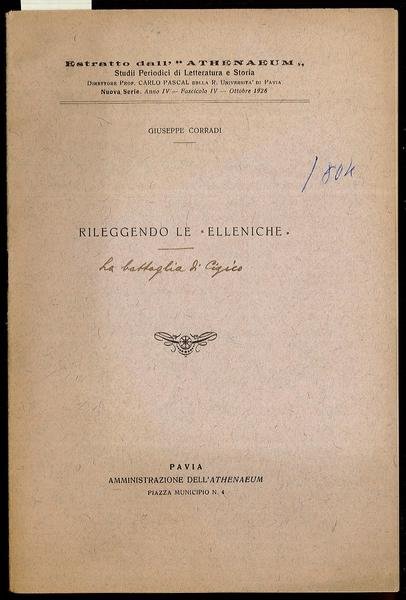 Estratto dall' " ATHENAEUM „
Studii Periodici di Letteratura e Storia
DIRETTORE PROF. CARLO PASCAL DELLA R. UNIVERSITA' DI PAVIA
Nuova Serie. Anno IV — Fascicolo IV — Ottobre 1926
GIUSEPPE CORRADI
RILEGGENDO LE « ELLENICHE »
La battaglia di Cizico
PAVIA
AMMINISTRAZIONE DELL'ATHENAEUM
PIAZZA MUNICIPIO N. 4